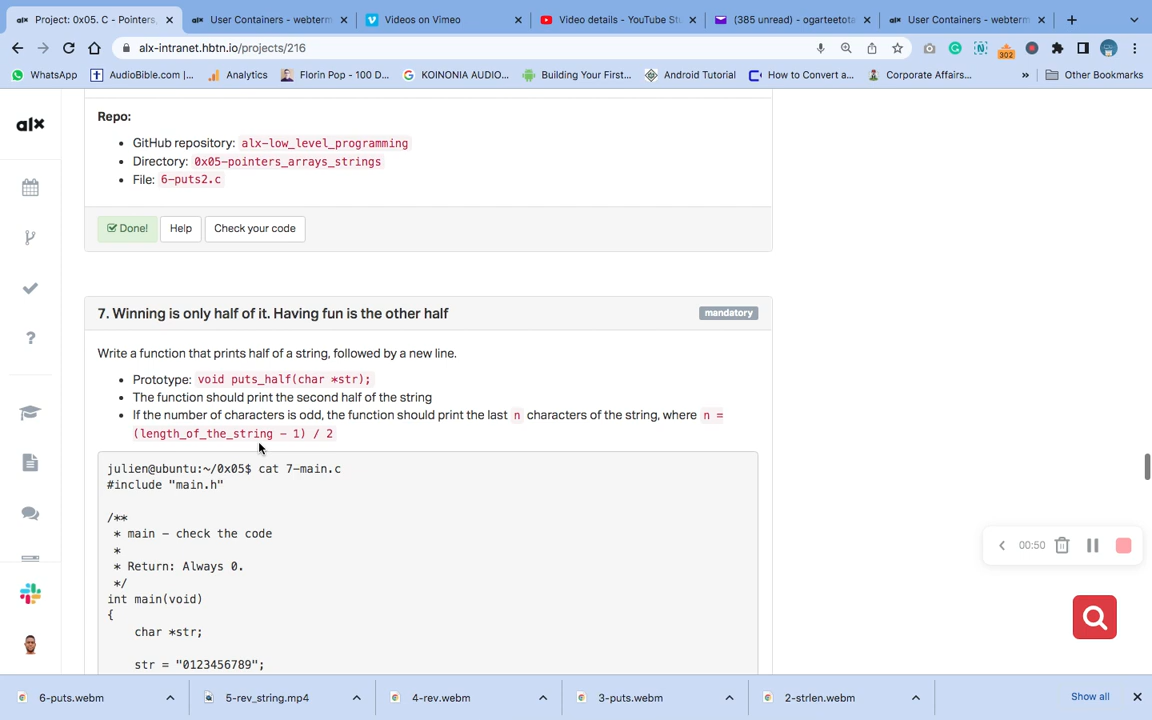 Project: 0x05. C - Pointers,
User Containers - webterm
Videos on Vimeo
Video details - YouTube St
(385 unread) - ogarteetota
User Containers - webterm
alx-intranet.hbtn.io/projects/216
302
WhatsApp
AudioBible.com |...
Analytics
Florin Pop - 100 D...
KOINONIA AUDIO...
Building Your First...
Android Tutorial
How to Convert a...
Corporate Affairs...
»
Other Bookmarks
alx
Repo:
• GitHub repository: alx-low_level_programming
• Directory: 0x05-pointers_arrays_strings
• File: 6-puts2.c
Done!
Help
Check your code
7. Winning is only half of it. Having fun is the other half
mandatory
Write a function that prints half of a string, followed by a new line.
• Prototype: void puts_half(char *str);
• The function should print the second half of the string
• If the number of characters is odd, the function should print the last n characters of the string, where n =
(length_of_the_string - 1) / 2
julien@ubuntu:~/0x05$ cat 7-main.c
#include "main.h"
/**
* main - check the code
*
* Return: Always 0.
*/
int main(void)
{
char *str;
str = "0123456789";
00:50
6-puts.webm
5-rev_string.mp4
4-rev.webm
3-puts.webm
2-strlen.webm
Show all